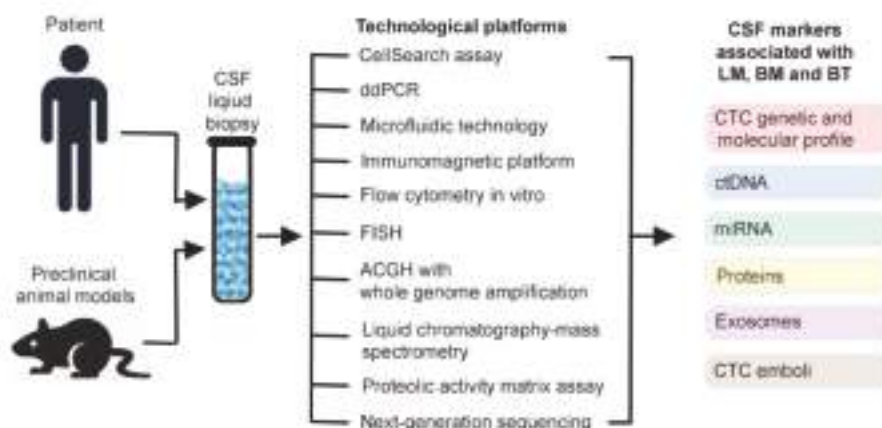 Patient
CSF
liqiud
biopsy
Preclinical
animal models
Technological platforms
CellSearch assay
ddPCR
Microfluidic technology
Immunomagnetic platform
Flow cytometry in vitro
FISH
ACGH with
whole genome amplification
Liquid chromatography-mass
spectrometry
Proteolic activity matrix assay
Next-generation sequencing
CSF markers
associated with
LM, BM and BT
CTC genetic and
molecular profile
ctDNA
miRNA
Proteins
Exosomes
CTC emboli